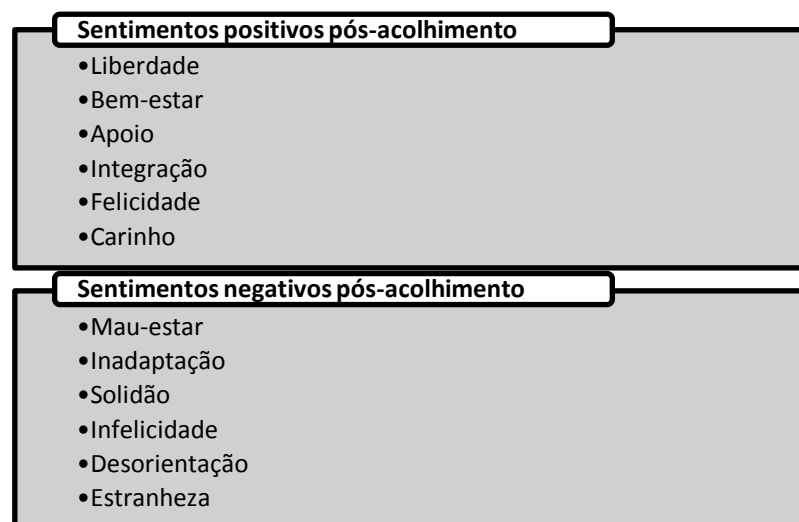 Sentimentos positivos pós-acolhimento
•Liberdade
•Bem-estar
•Apoio
•Integração
•Felicidade
•Carinho
Sentimentos negativos pós-acolhimento
•Mau-estar
•Inadaptação
•Solidão
•Infelicidade
•Desorientação
•Estranheza